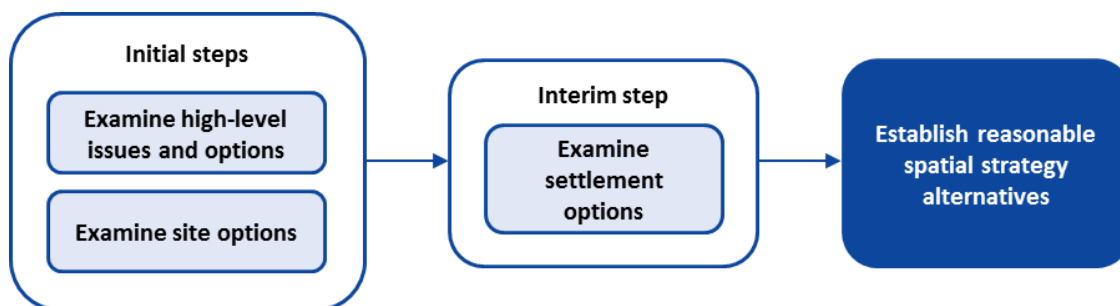 Initial steps
Examine high-level
issues and options
Examine site options
Interim step
Examine
settlement
options
Establish reasonable
spatial strategy
alternatives